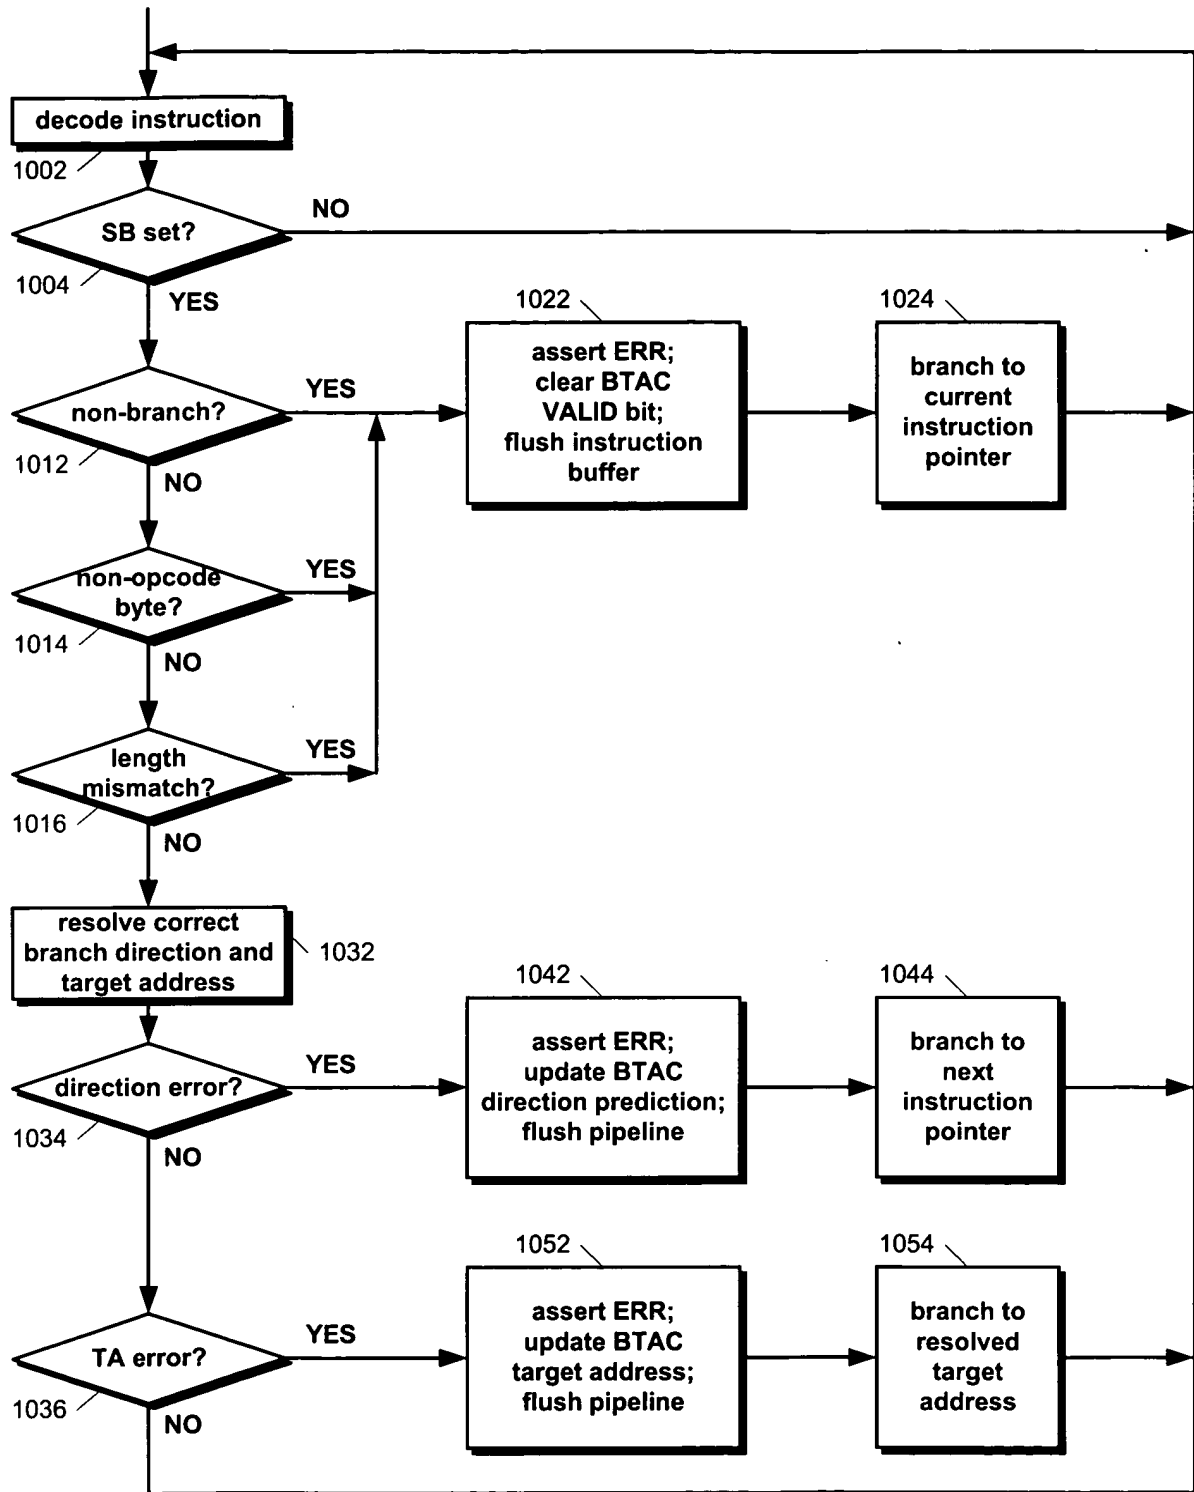 decode instruction
1002
SB set?
NO
1004
YES
non-branch?
YES
1012
NO
1022
assert ERR;
clear BTAC
VALID bit;
flush instruction
buffer
1024
branch to
current
instruction
pointer
non-opcode
byte?
YES
1014
NO
length
mismatch?
YES
1016
NO
resolve correct
branch direction and
target address
1032
direction error?
YES
1034
NO
1042
assert ERR;
update BTAC
direction prediction;
flush pipeline
1044
branch to
next
instruction
pointer
TA error?
YES
1036
NO
1052
assert ERR;
update BTAC
target address;
flush pipeline
1054
branch to
resolved
target
address